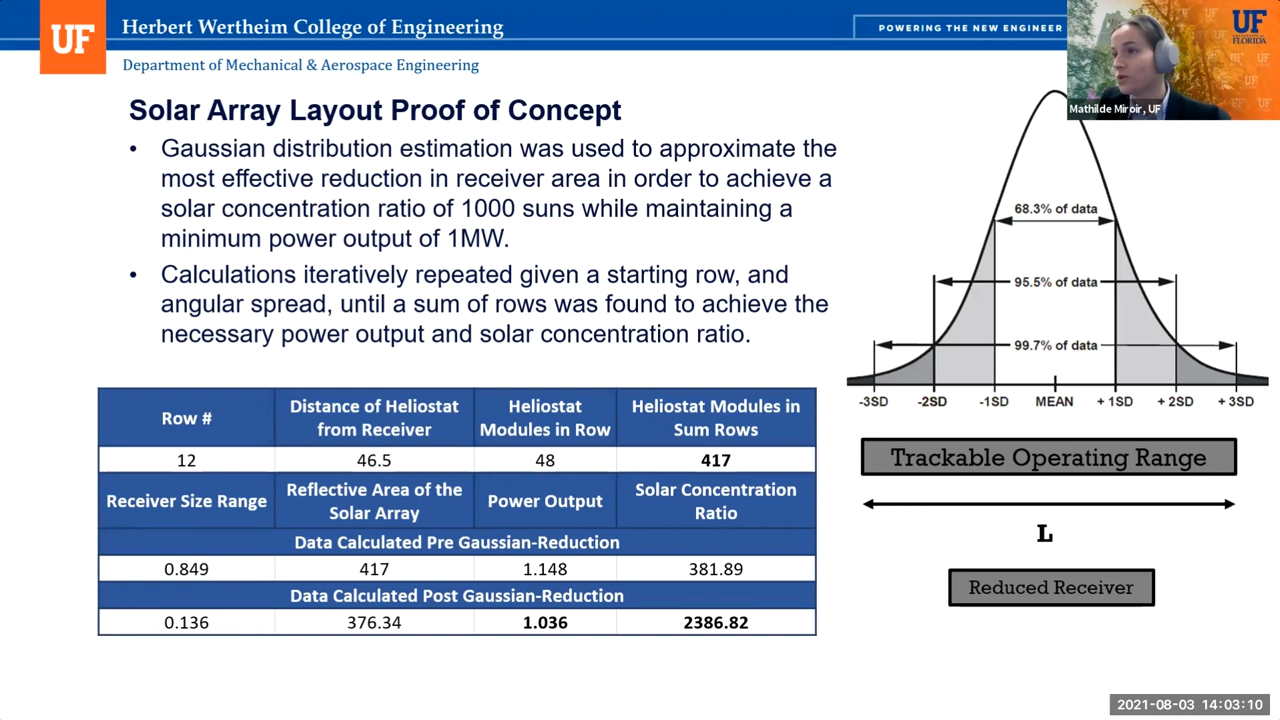 UF
Herbert Wertheim College of Engineering
POWERING THE NEW ENGINEER
UF
FLORIDA
Department of Mechanical & Aerospace Engineering
Mathilde Miroir, UF
Solar Array Layout Proof of Concept
• Gaussian distribution estimation was used to approximate the
most effective reduction in receiver area in order to achieve a
solar concentration ratio of 1000 suns while maintaining a
minimum power output of 1MW.
• Calculations iteratively repeated given a starting row, and
angular spread, until a sum of rows was found to achieve the
necessary power output and solar concentration ratio.
68.3% of data
95.5% of data
99.7% of data
-3SD -2SD -1SD MEAN + 1SD + 2SD + 3SD
Row # Distance of Heliostat from Receiver Heliostat Modules in Row Heliostat Modules in Sum Rows
12 46.5 48 417
Receiver Size Range Reflective Area of the Solar Array Power Output Solar Concentration Ratio
Data Calculated Pre Gaussian-Reduction
0.849 417 1.148 381.89
Data Calculated Post Gaussian-Reduction
0.136 376.34 1.036 2386.82
Trackable Operating Range
L
Reduced Receiver
2021-08-03 14:03:10